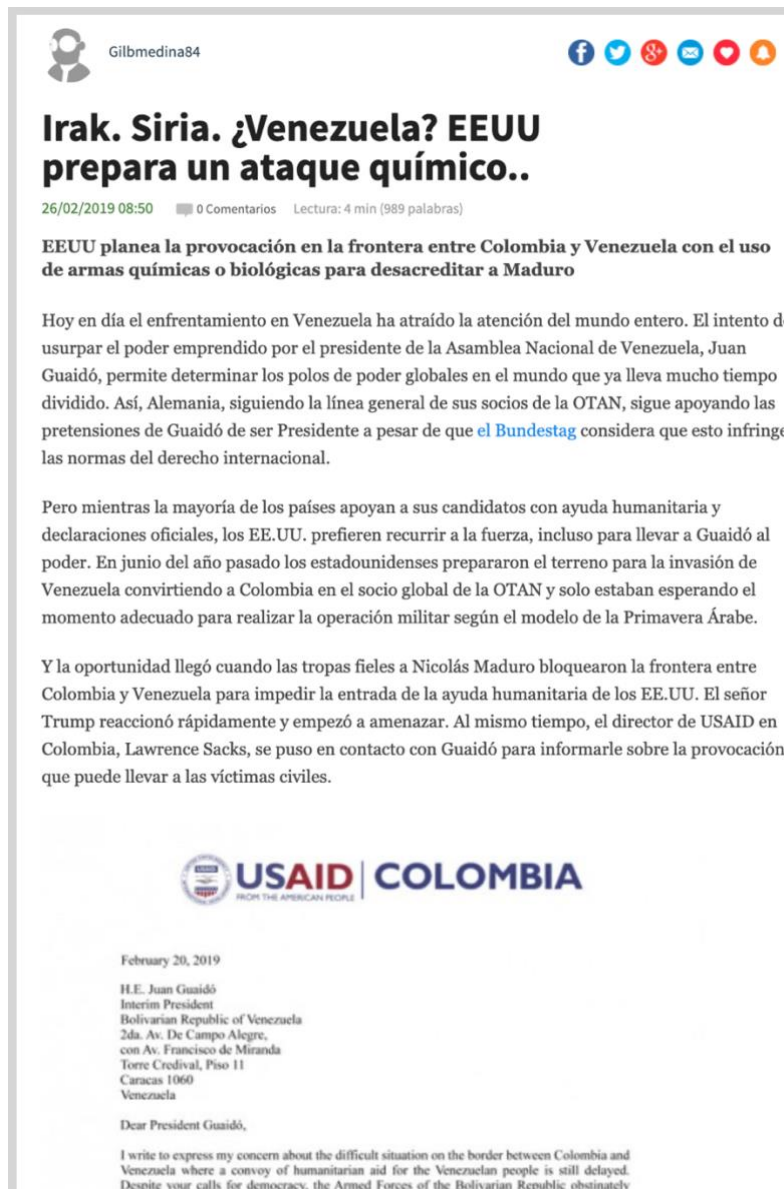 Gilbmedina84
Irak. Siria. ¿Venezuela? EEUU
prepara un ataque químico..
26/02/2019 08:50 0 Comentarios Lectura: 4 min (989 palabras)
EEUU planea la provocación en la frontera entre Colombia y Venezuela con el uso
de armas químicas o biológicas para desacreditar a Maduro
Hoy en día el enfrentamiento en Venezuela ha atraído la atención del mundo entero. El intento de
usurpar el poder emprendido por el presidente de la Asamblea Nacional de Venezuela, Juan
Guaidó, permite determinar los polos de poder globales en el mundo que ya lleva mucho tiempo
dividido. Así, Alemania, siguiendo la línea general de sus socios de la OTAN, sigue apoyando las
pretensiones de Guaidó de ser Presidente a pesar de que el Bundestag considera que esto infringe
las normas del derecho internacional.
Pero mientras la mayoría de los países apoyan a sus candidatos con ayuda humanitaria y
declaraciones oficiales, los EE.UU. prefieren recurrir a la fuerza, incluso para llevar a Guaidó al
poder. En junio del año pasado los estadounidenses prepararon el terreno para la invasión de
Venezuela convirtiendo a Colombia en el socio global de la OTAN y solo estaban esperando el
momento adecuado para realizar la operación militar según el modelo de la Primavera Árabe.
Y la oportunidad llegó cuando las tropas fieles a Nicolás Maduro bloquearon la frontera entre
Colombia y Venezuela para impedir la entrada de la ayuda humanitaria de los EE.UU. El señor
Trump reaccionó rápidamente y empezó a amenazar. Al mismo tiempo, el director de USAID en
Colombia, Lawrence Sacks, se puso en contacto con Guaidó para informarle sobre la provocación
que puede llevar a las víctimas civiles.
USAID COLOMBIA
FROM THE AMERICAN PEOPLE
February 20, 2019
H.E. Juan Guaidó
Interim President
Bolivarian Republic of Venezuela
2da. Av. De Campo Alegre,
con Av. Francisco de Miranda
Torre Credival, Piso 11
Caracas 1060
Venezuela
Dear President Guaidó,
I write to express my concern about the difficult situation on the border between Colombia and
Venezuela where a convoy of humanitarian aid for the Venezuelan people is still delayed.
Despite your calls for democracy, the Armed Forces of the Bolivarian Republic obstinately